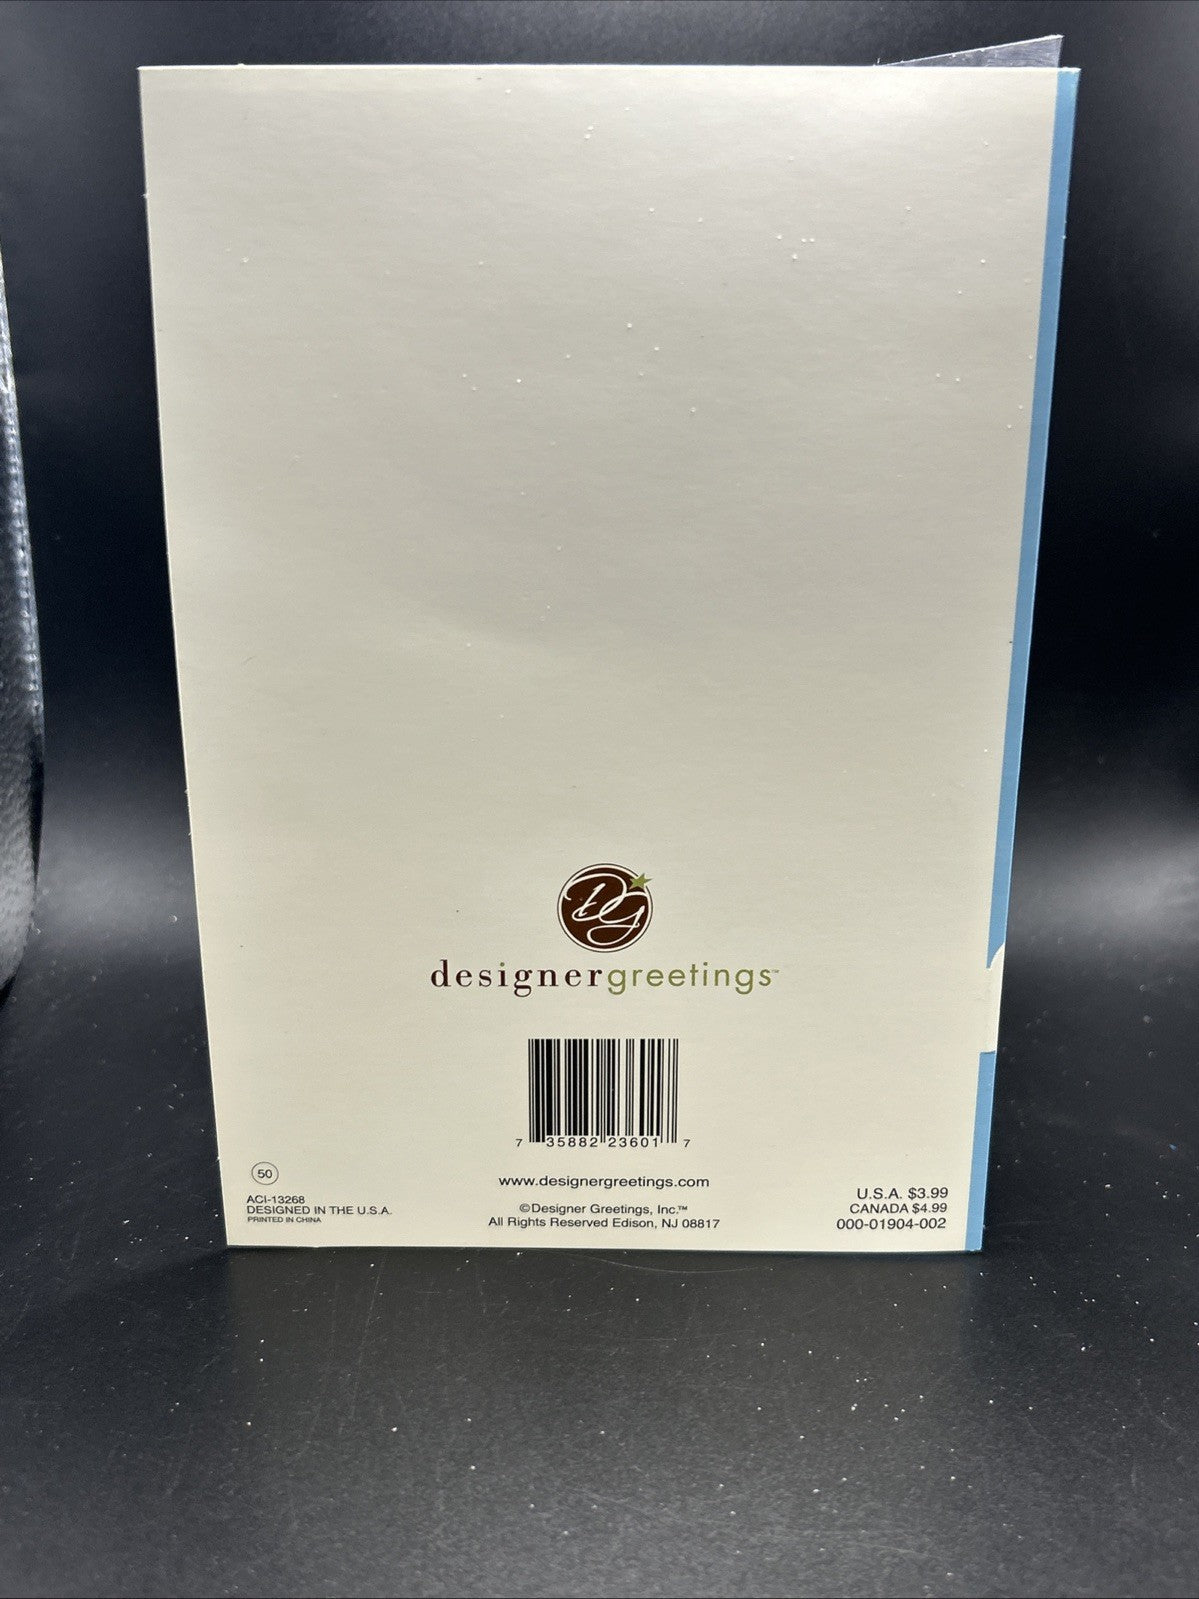 DG
designergreetings™
7 35882 23601 7
50
www.designergreetings.com
ACI-13268
DESIGNED IN THE U.S.A.
PRINTED IN CHINA
©Designer Greetings, Inc.™
All Rights Reserved Edison, NJ 08817
U.S.A. $3.99
CANADA $4.99
000-01904-002